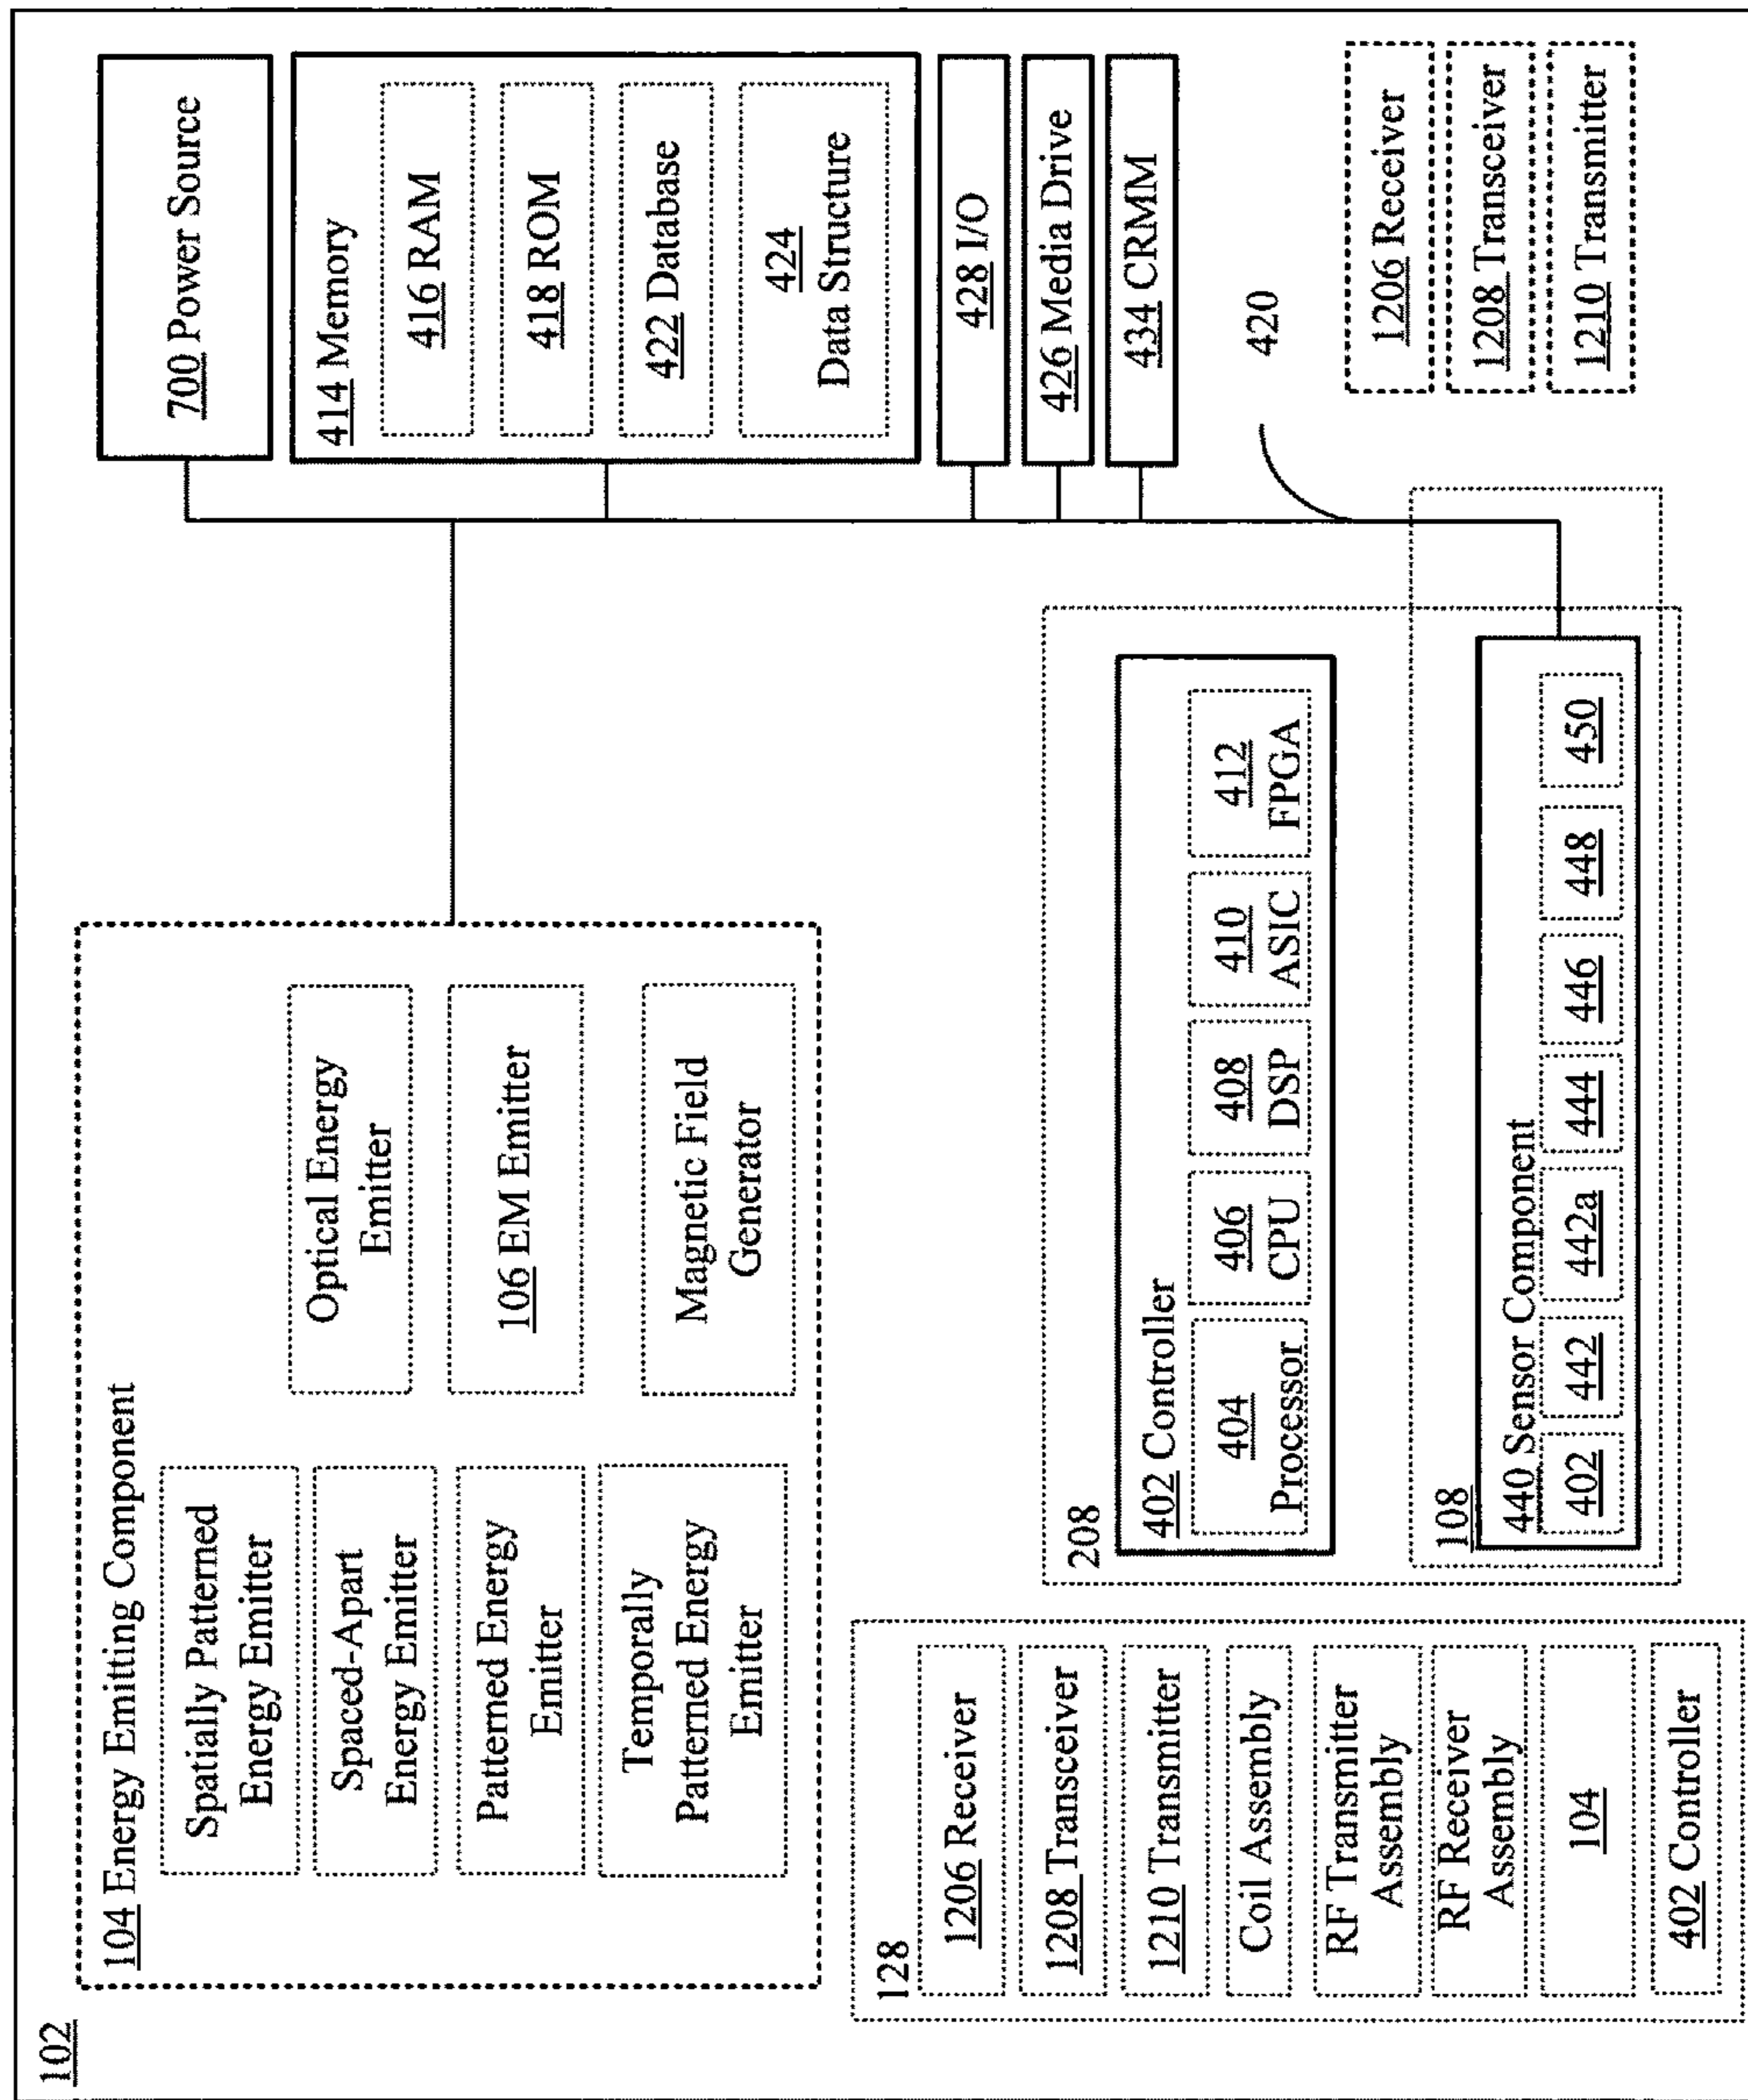 102
104 Energy Emitting Component
Spatially Patterned
Energy Emitter
Spaced-Apart
Energy Emitter
Patterned Energy
Emitter
Temporally
Patterned Energy
Emitter
Optical Energy
Emitter
106 EM Emitter
Magnetic Field
Generator
700 Power Source
414 Memory
416 RAM
418 ROM
422 Database
424
Data Structure
428 I/O
426 Media Drive
434 CRMM
420
128
1206 Receiver
1208 Transceiver
1210 Transmitter
Coil Assembly
RF Transmitter
Assembly
RF Receiver
Assembly
104
402 Controller
208
402 Controller
404
Processor
406
CPU
408
DSP
410
ASIC
412
FPGA
108
440 Sensor Component
402
442
442a
444
446
448
450
1206 Receiver
1208 Transceiver
1210 Transmitter